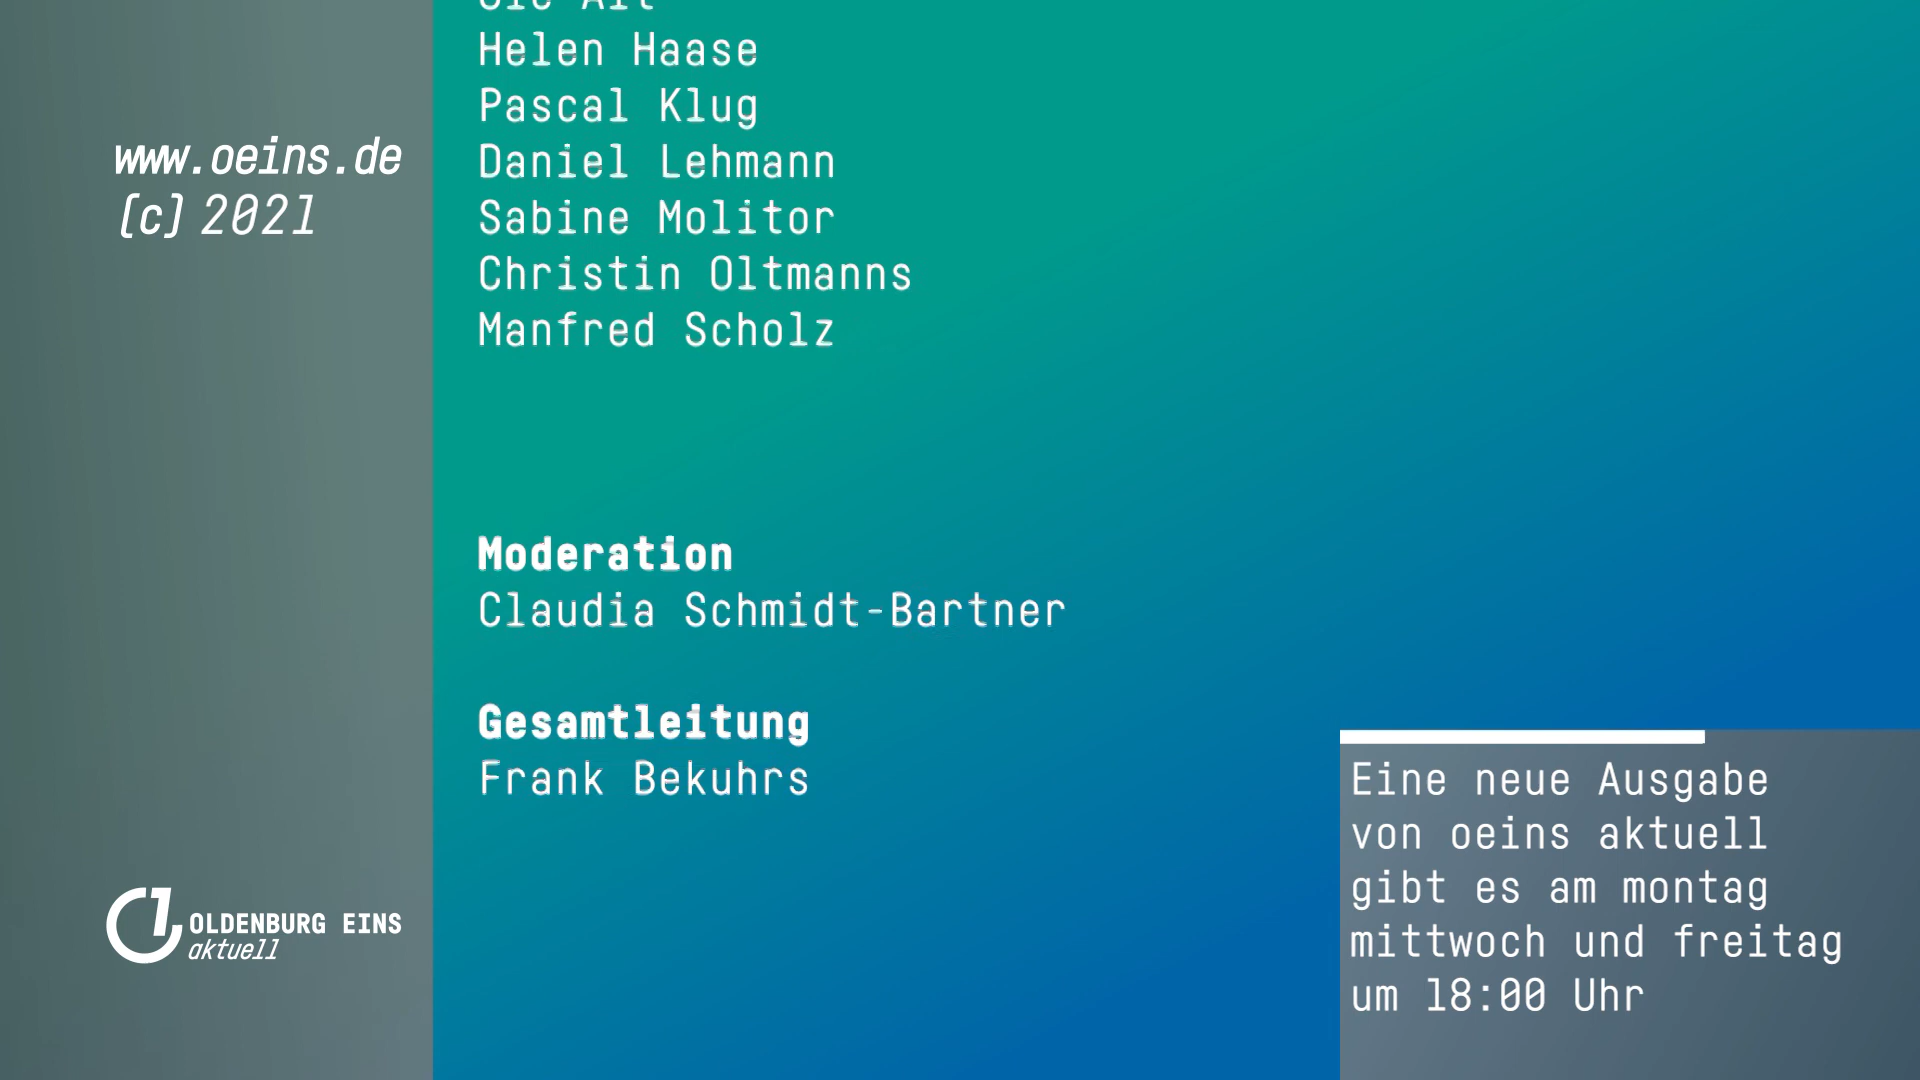 www.oeins.de
(c) 2021
Helen Haase
Pascal Klug
Daniel Lehmann
Sabine Molitor
Christin Oltmanns
Manfred Scholz
Moderation
Claudia Schmidt-Bartner
Gesamtleitung
Frank Bekuhrs
OLDENBURG EINS
aktuell
Eine neue Ausgabe
von oeins aktuell
gibt es am montag
mittwoch und freitag
um 18:00 Uhr